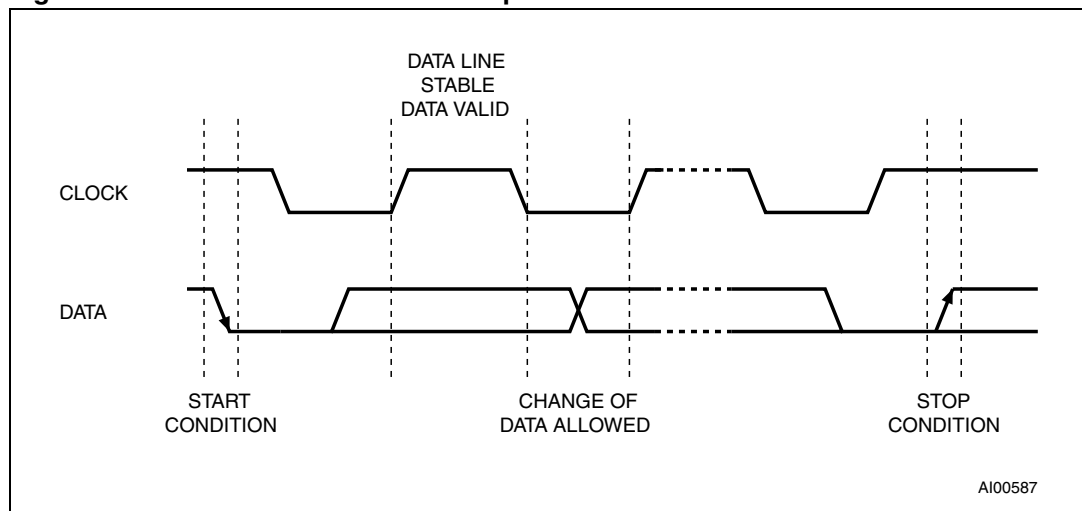 DATA LINE
STABLE
DATA VALID
CLOCK
DATA
START
CONDITION
CHANGE OF
DATA ALLOWED
STOP
CONDITION
AI00587